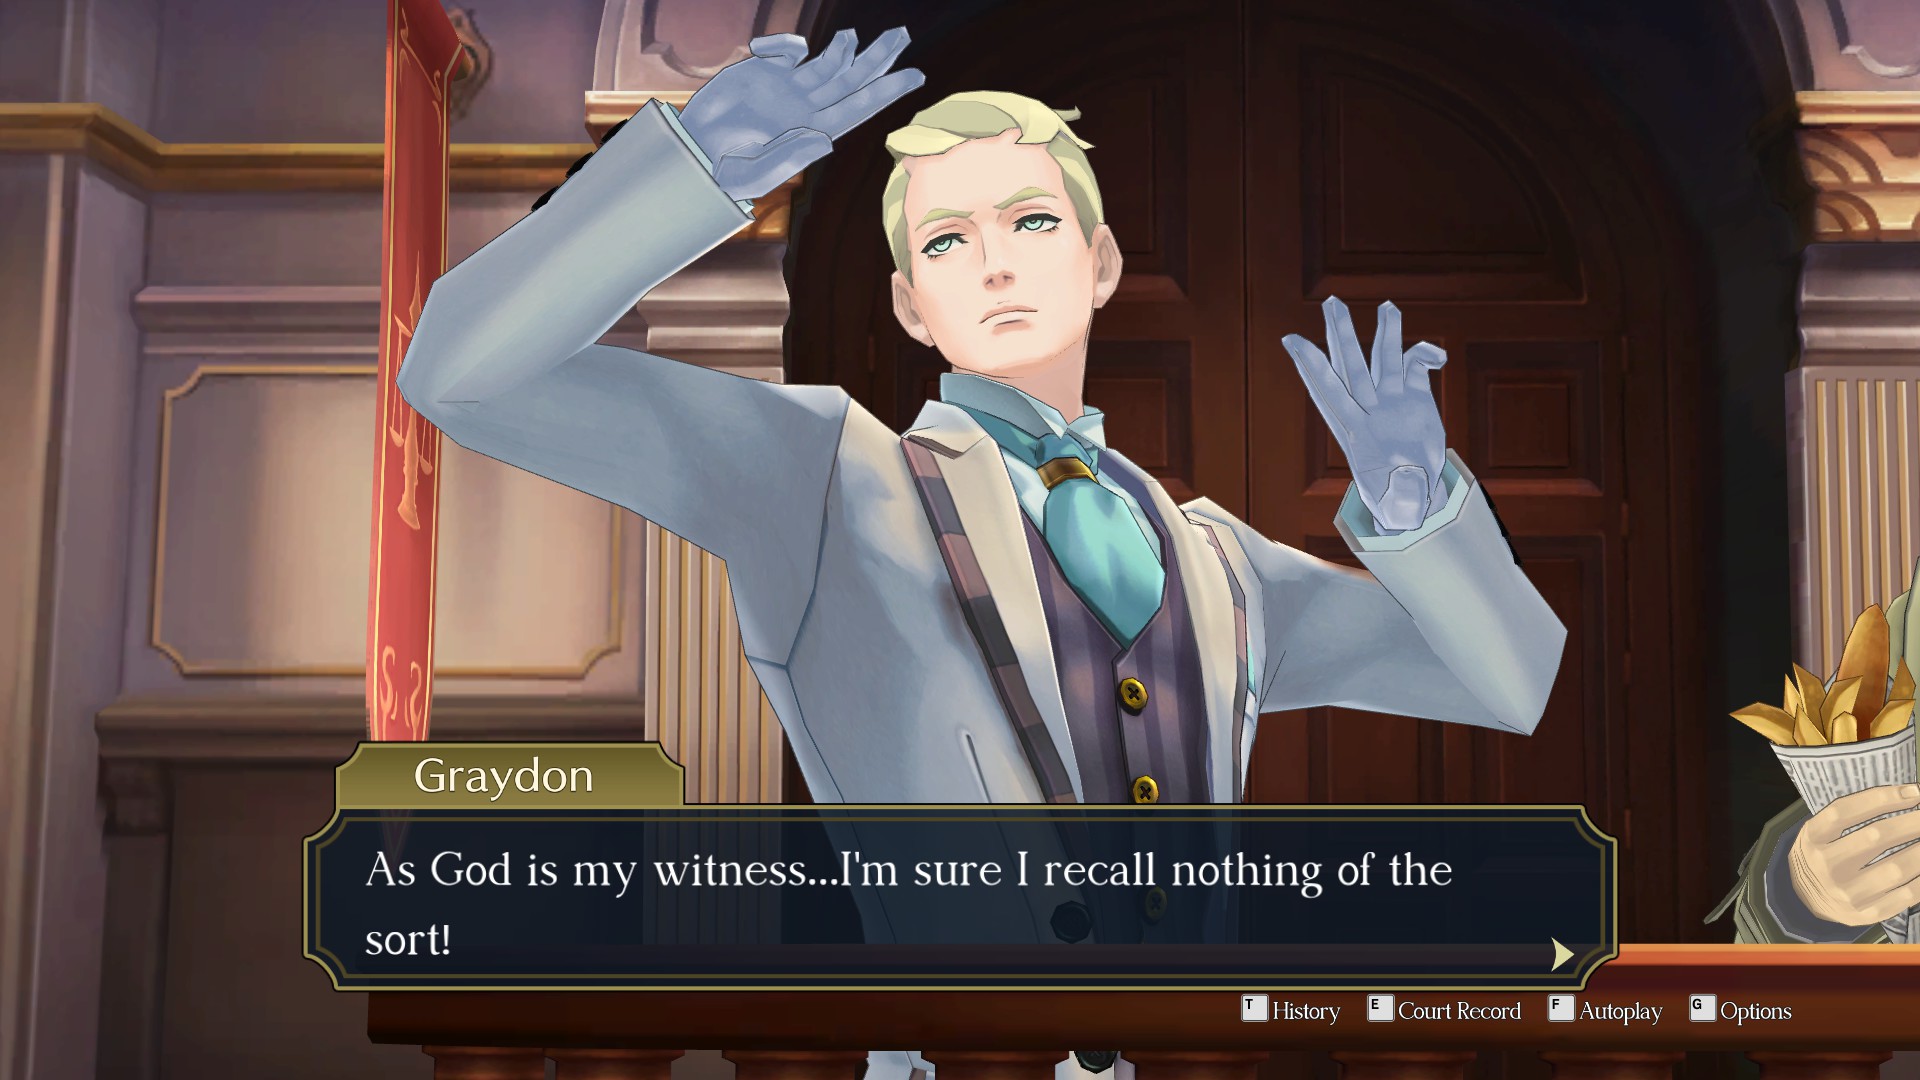 Graydon
As God is my witness...I'm sure I recall nothing of the
sort!
T History E Court Record F Autoplay G Options